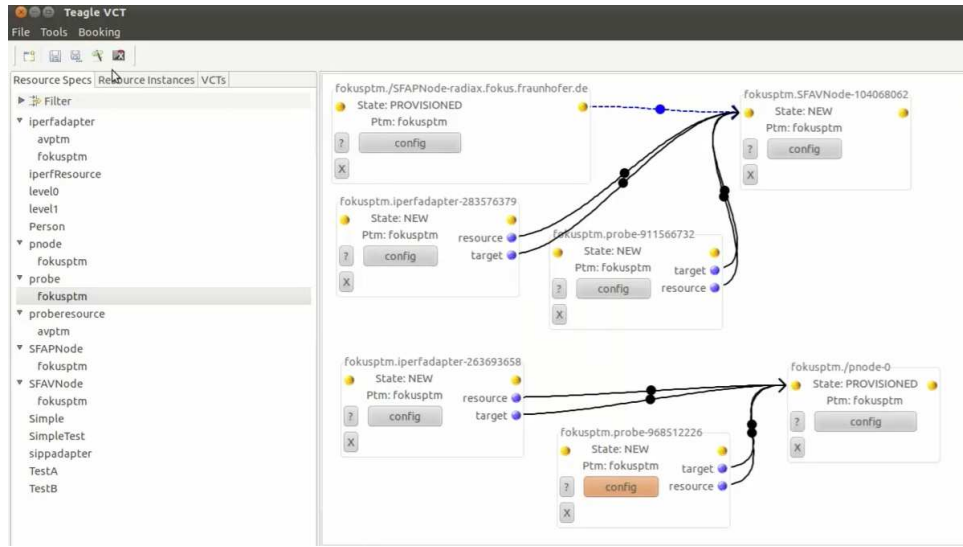 Teagle VCT
File Tools Booking
Resource Specs Resource Instances VCTs
Filter
iperfadapter
avptm
fokusptm
iperfResource
level0
level1
Person
pnode
fokusptm
probe
fokusptm
proberesource
avptm
SFAPNode
fokusptm
SFAVNode
fokusptm
Simple
SimpleTest
sippadapter
TestA
TestB
fokusptm./SFAPNode-radiax.fokus.fraunhofer.de
State: PROVISIONED
Ptm: fokusptm
? config
X
fokusptm.SFAVNode-104068062
State: NEW
Ptm: fokusptm
? config
X
fokusptm.iperfadapter-283576379
State: NEW
Ptm: fokusptm resource
? config target
X
fokusptm.probe-911566732
State: NEW
Ptm: fokusptm target
? config resource
X
fokusptm.iperfadapter-263693658
State: NEW
Ptm: fokusptm resource
? config target
X
fokusptm./pnode-0
State: PROVISIONED
Ptm: fokusptm
? config
X
fokusptm.probe-968512226
State: NEW
Ptm: fokusptm target
? config resource
X